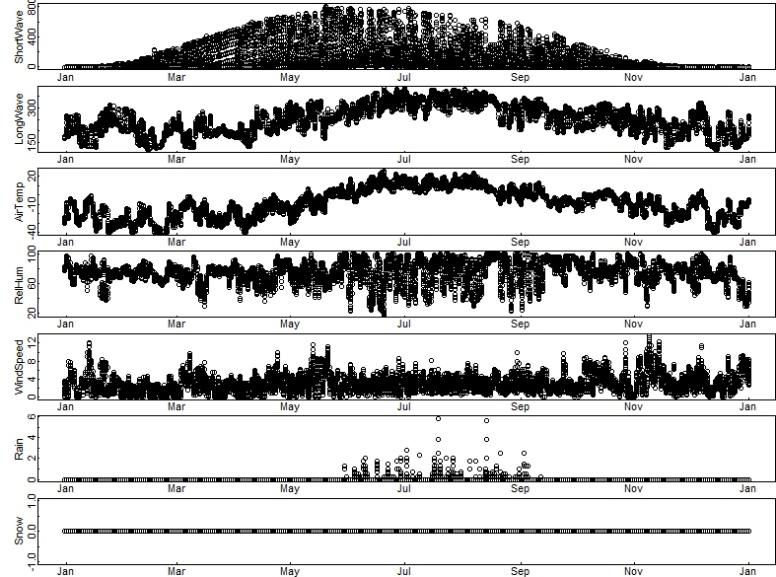 ShortWave
0 400 800
Jan Mar May Jul Sep Nov Jan
LongWave
150 300
Jan Mar May Jul Sep Nov Jan
AirTemp
-40 -10 20
Jan Mar May Jul Sep Nov Jan
RelHum
20 60 100
Jan Mar May Jul Sep Nov Jan
WindSpeed
0 4 8 12
Jan Mar May Jul Sep Nov Jan
Rain
0 2 4 6
Jan Mar May Jul Sep Nov Jan
Snow
-1.0 0.0 1.0
Jan Mar May Jul Sep Nov Jan